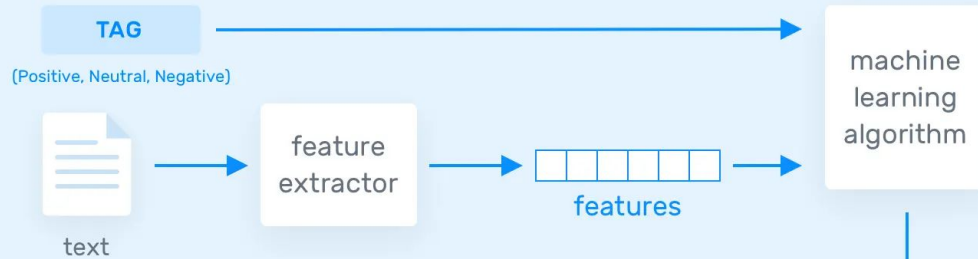 TAG
(Positive, Neutral, Negative)
machine
learning
algorithm
feature
extractor
features
text